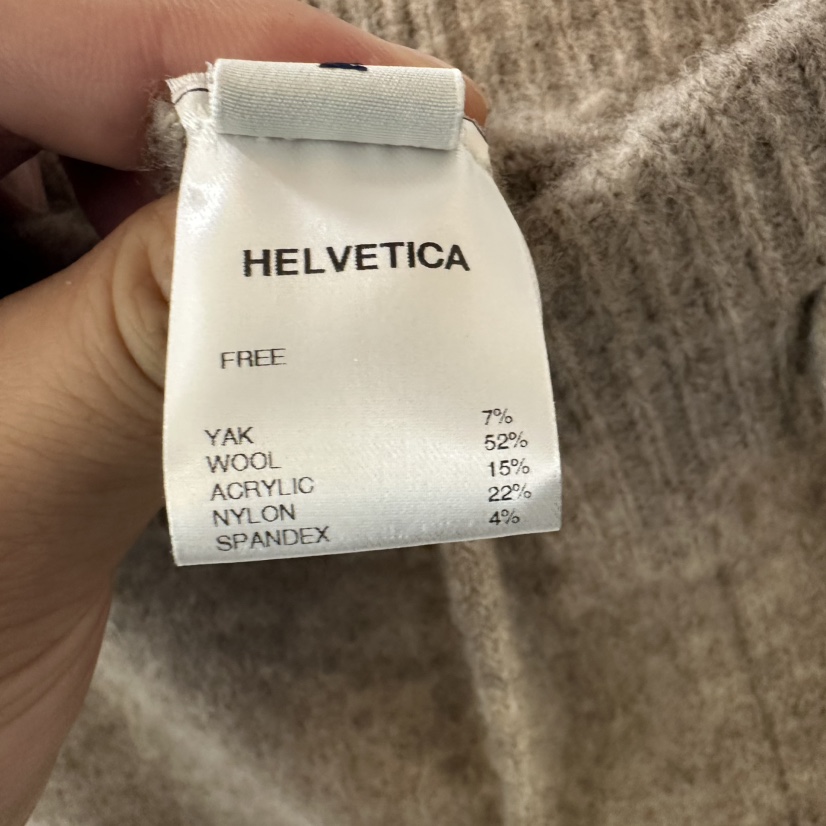 HELVETICA
FREE
YAK 7%
WOOL 52%
ACRYLIC 15%
NYLON 22%
SPANDEX 4%